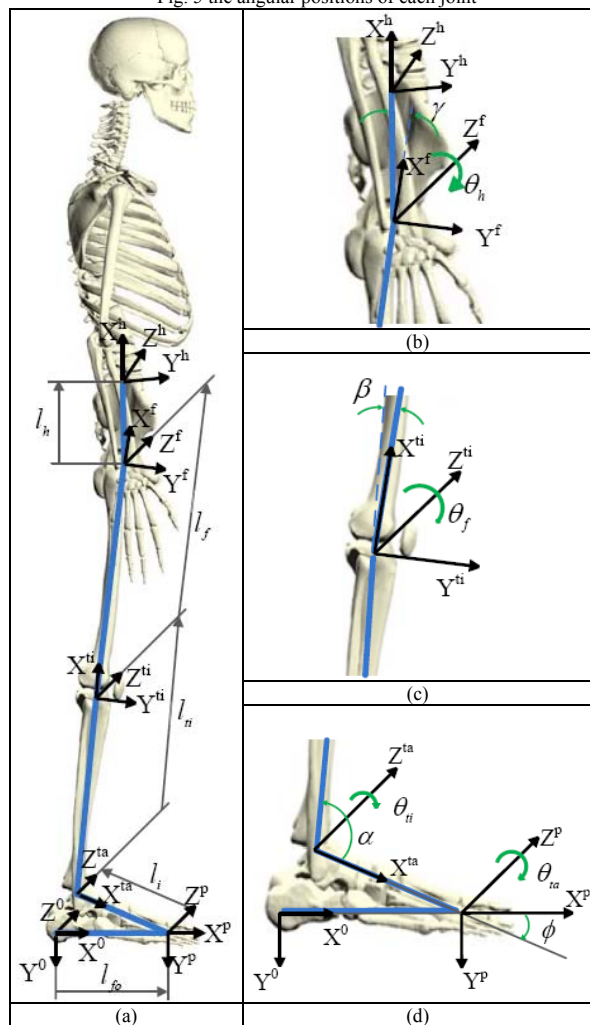 Fig. 5 the angular positions of each joint
X^h
Z^h
Y^h
l_h
X^f
Z^f
Y^f
l_f
X^ti
Z^ti
Y^ti
l_ti
Z^ta
l_i
X^ta
Z^0
Z^p
X^0
X^p
Y^0
Y^p
l_fo
(a)
X^h
Z^h
Y^h
γ
Z^f
X^f
θ_h
Y^f
(b)
β
X^ti
Z^ti
θ_f
Y^ti
(c)
Z^ta
θ_ti
α
Z^p
X^ta
θ_ta
X^p
X^0
ϕ
Y^0
Y^p
(d)